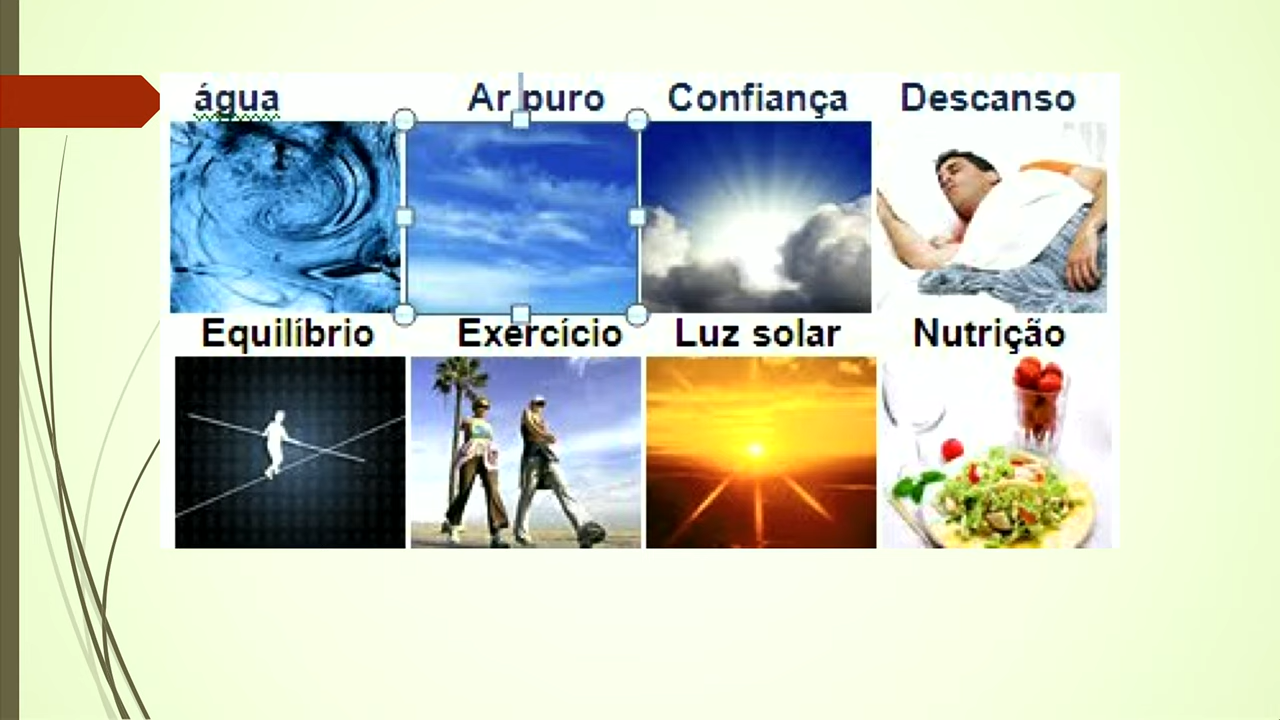 água Ar puro Confiança Descanso
Equilíbrio Exercício Luz solar Nutrição